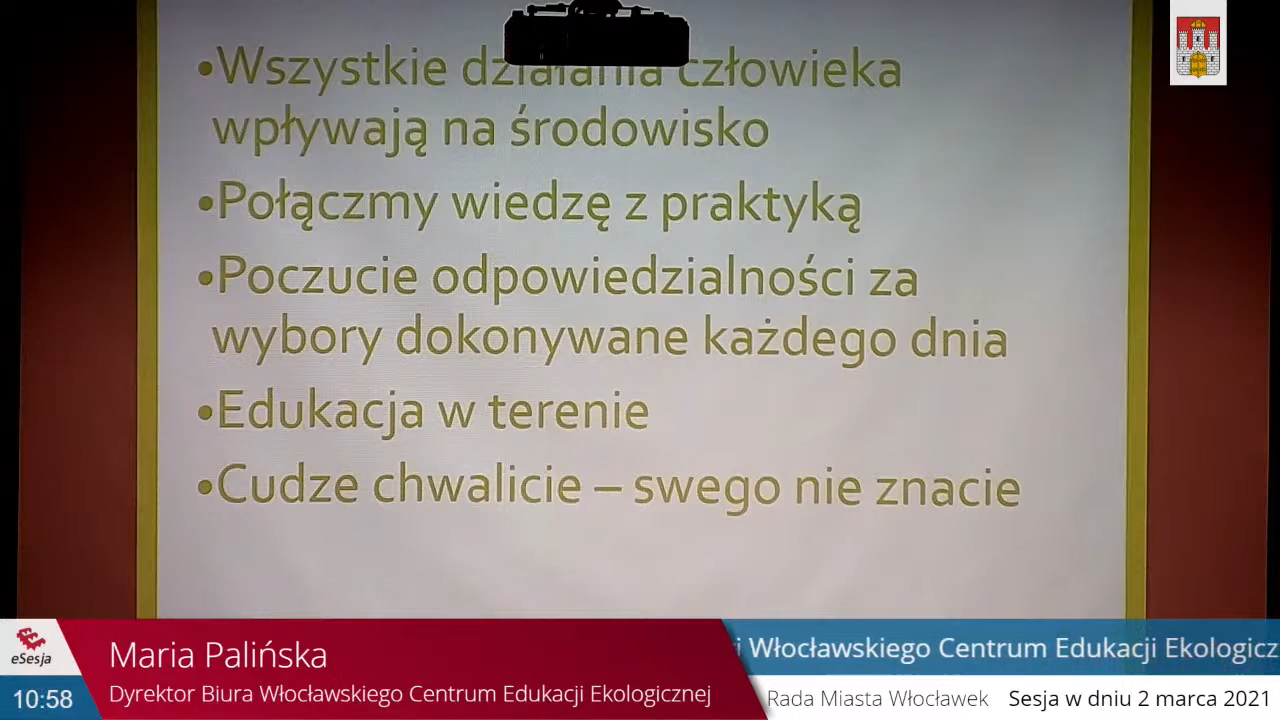 •Wszystkie działania człowieka
wpływają na środowisko
•Połączmy wiedzę z praktyką
•Poczucie odpowiedzialności za
wybory dokonywane każdego dnia
•Edukacja w terenie
•Cudze chwalicie – swego nie znacie
eSesja
10:58
Maria Palińska
Dyrektor Biura Włocławskiego Centrum Edukacji Ekologicznej
i Włocławskiego Centrum Edukacji Ekologicz
Rada Miasta Włocławek Sesja w dniu 2 marca 2021